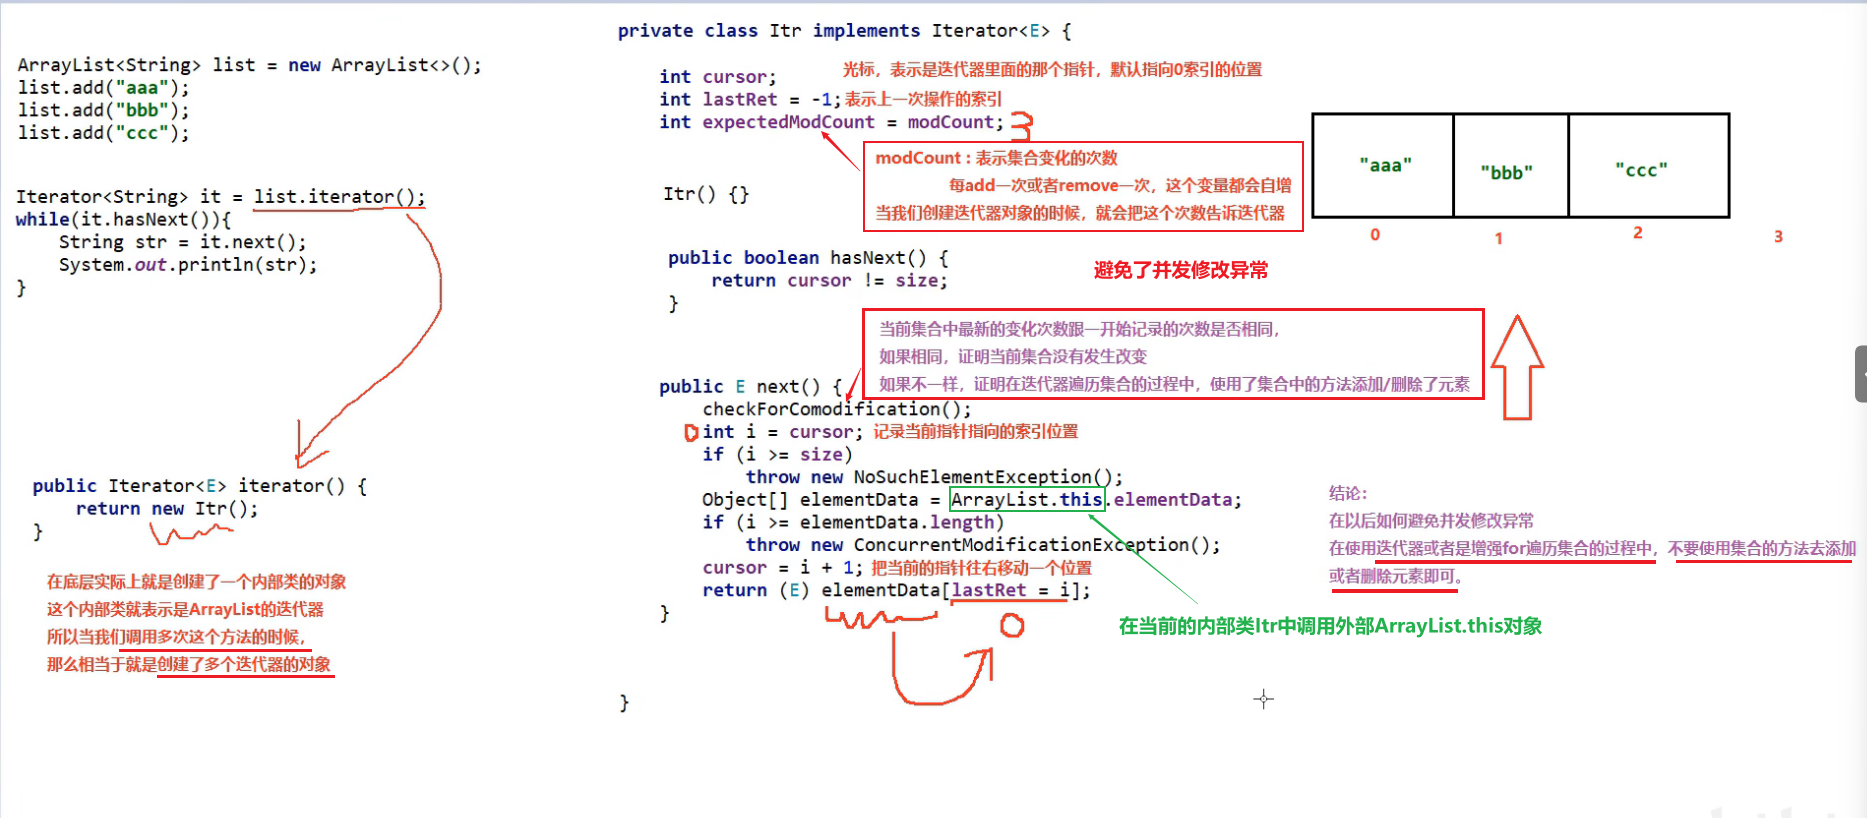 ArrayList<String> list = new ArrayList<>();
list.add("aaa");
list.add("bbb");
list.add("ccc");
Iterator<String> it = list.iterator();
while(it.hasNext()){
String str = it.next();
System.out.println(str);
}
public Iterator<E> iterator() {
return new Itr();
}
在底层实际上就是创建了一个内部类的对象
这个内部类就表示是ArrayList的迭代器
所以当我们调用多次这个方法的时候，
那么相当于就是创建了多个迭代器的对象
private class Itr implements Iterator<E> {
int cursor; 光标，表示是迭代器里面的那个指针，默认指向0索引的位置
int lastRet = -1; 表示上一次操作的索引
int expectedModCount = modCount; 3
modCount：表示集合变化的次数
每add一次或者remove一次，这个变量都会自增
当我们创建迭代器对象的时候，就会把这个次数告诉迭代器
Itr() {}
public boolean hasNext() {
return cursor != size;
}
避免了并发修改异常
当前集合中最新的变化次数跟一开始记录的次数是否相同，
如果相同，证明当前集合没有发生改变
如果不一样，证明在迭代器遍历集合的过程中，使用了集合中的方法添加/删除了元素
public E next() {
checkForComodification();
0 int i = cursor; 记录当前指针指向的索引位置
if (i >= size)
throw new NoSuchElementException();
Object[] elementData = ArrayList.this.elementData;
if (i >= elementData.length)
throw new ConcurrentModificationException();
cursor = i + 1; 把当前的指针往右移动一个位置
return (E) elementData[lastRet = i];
}
0
在当前的内部类Itr中调用外部ArrayList.this对象
}
"aaa" "bbb" "ccc"
0 1 2 3
结论：
在以后如何避免并发修改异常
在使用迭代器或者是增强for遍历集合的过程中，不要使用集合的方法去添加
或者删除元素即可。